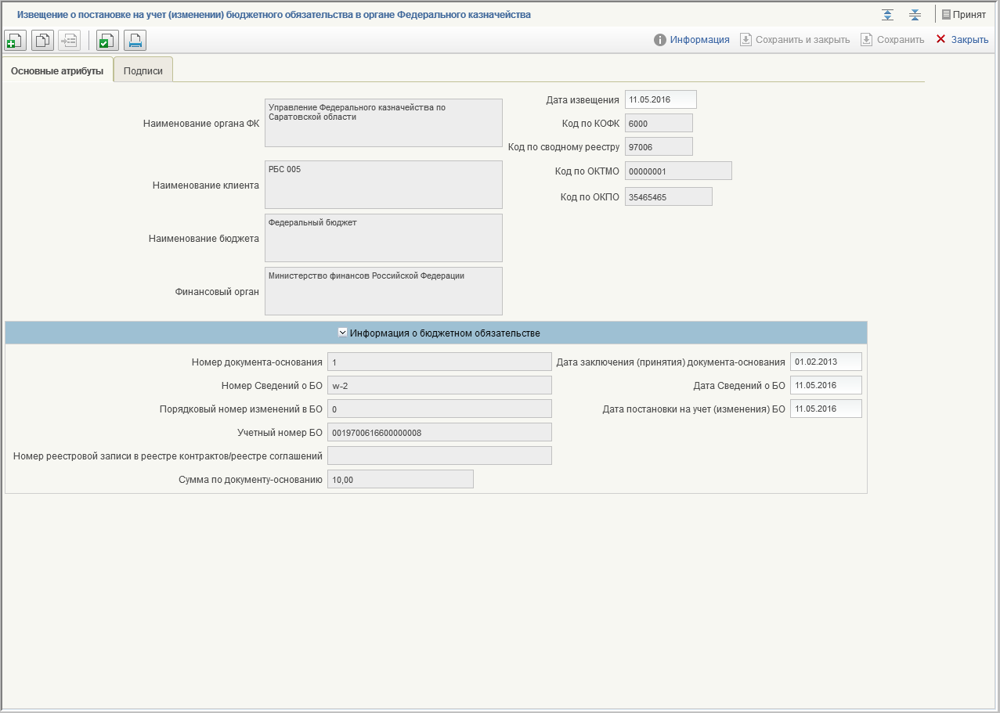 Извещение о постановке на учет (изменении) бюджетного обязательства в органе Федерального казначейства
Принят
Информация
Сохранить и закрыть
Сохранить
Закрыть
Основные атрибуты
Подписи
Наименование органа ФК
Управление Федерального казначейства по
Саратовской области
Дата извещения
11.05.2016
Код по КОФК
6000
Код по сводному реестру
97006
Наименование клиента
РБС 005
Код по ОКТМО
00000001
Код по ОКПО
35465465
Наименование бюджета
Федеральный бюджет
Финансовый орган
Министерство финансов Российской Федерации
Информация о бюджетном обязательстве
Номер документа-основания
1
Дата заключения (принятия) документа-основания
01.02.2013
Номер Сведений о БО
w-2
Дата Сведений о БО
11.05.2016
Порядковый номер изменений в БО
0
Дата постановки на учет (изменения) БО
11.05.2016
Учетный номер БО
0019700616600000008
Номер реестровой записи в реестре контрактов/реестре соглашений
Сумма по документу-основанию
10,00